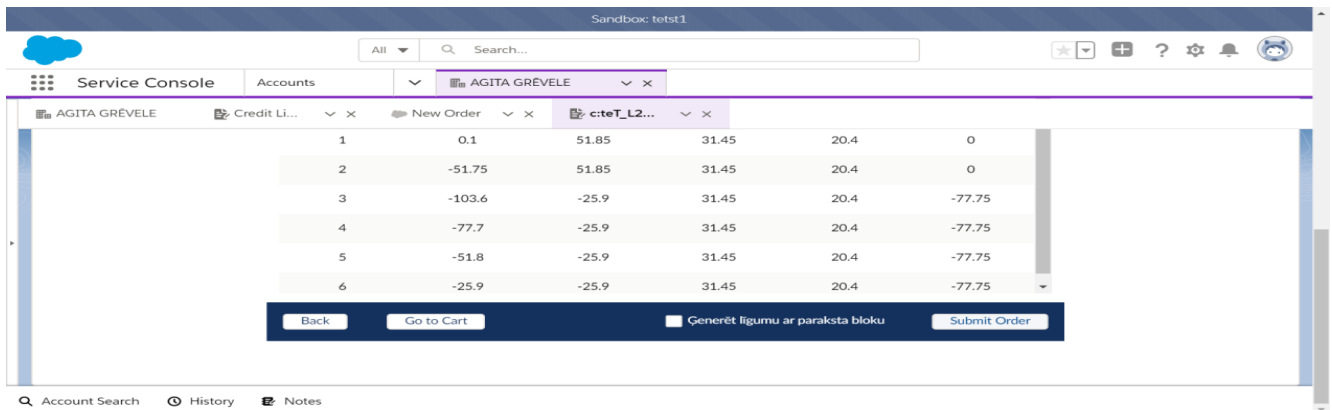 Sandbox: tetst1
All Search...
Service Console Accounts AGITA GRĒVELE
AGITA GRĒVELE Credit Li... New Order c:teT_L2...
1 0.1 51.85 31.45 20.4 0
2 -51.75 51.85 31.45 20.4 0
3 -103.6 -25.9 31.45 20.4 -77.75
4 -77.7 -25.9 31.45 20.4 -77.75
5 -51.8 -25.9 31.45 20.4 -77.75
6 -25.9 -25.9 31.45 20.4 -77.75
Back Go to Cart Ģenerēt līgumu ar paraksta bloku Submit Order
Account Search History Notes